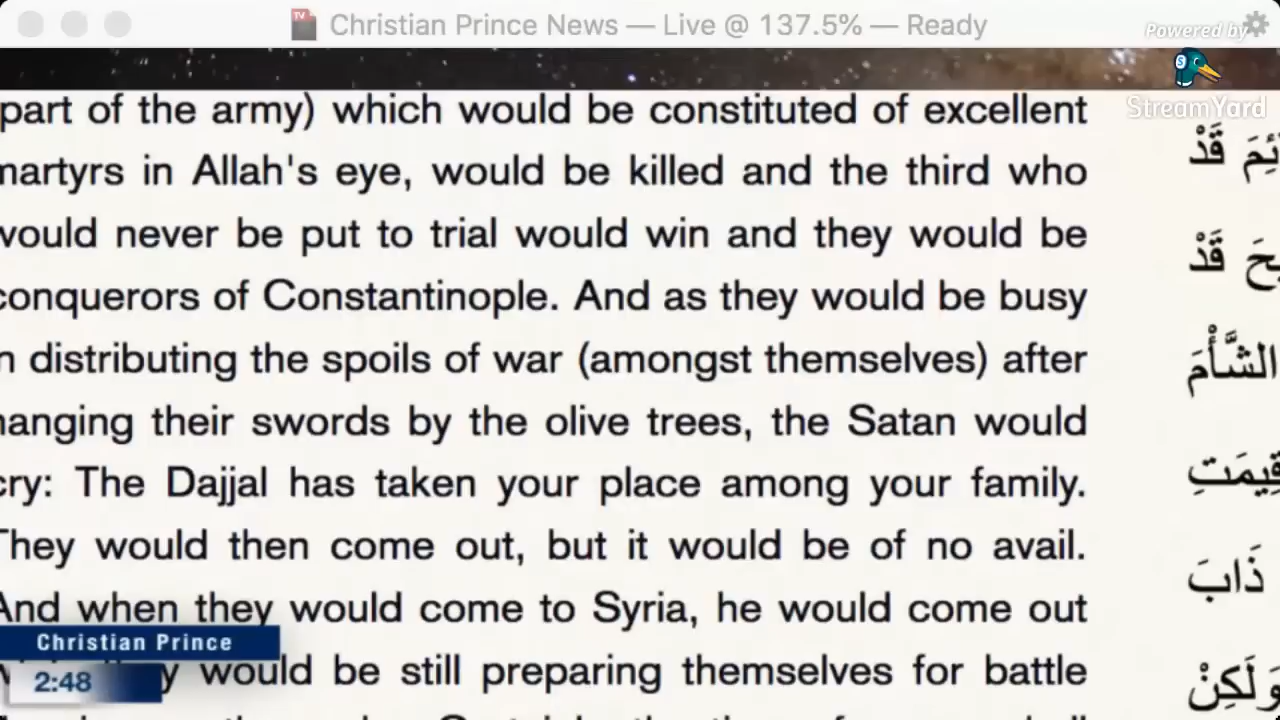 Christian Prince News — Live @ 137.5% — Ready
Powered by
StreamYard
part of the army) which would be constituted of excellent
martyrs in Allah's eye, would be killed and the third who
would never be put to trial would win and they would be
conquerors of Constantinople. And as they would be busy
n distributing the spoils of war (amongst themselves) after
hanging their swords by the olive trees, the Satan would
cry: The Dajjal has taken your place among your family.
They would then come out, but it would be of no avail.
And when they would come to Syria, he would come out
would be still preparing themselves for battle
قَدْ
قَدْ
الشَّأْمَ
ذَابَ
وَلَكِنْ
Christian Prince
2:48